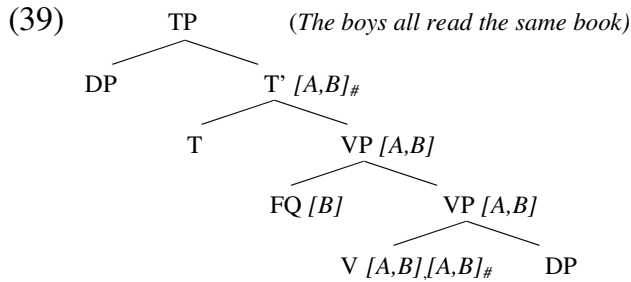 (39) TP (The boys all read the same book)
DP T’ [A,B]#
T VP [A,B]
FQ [B] VP [A,B]
V [A,B],[A,B]# DP